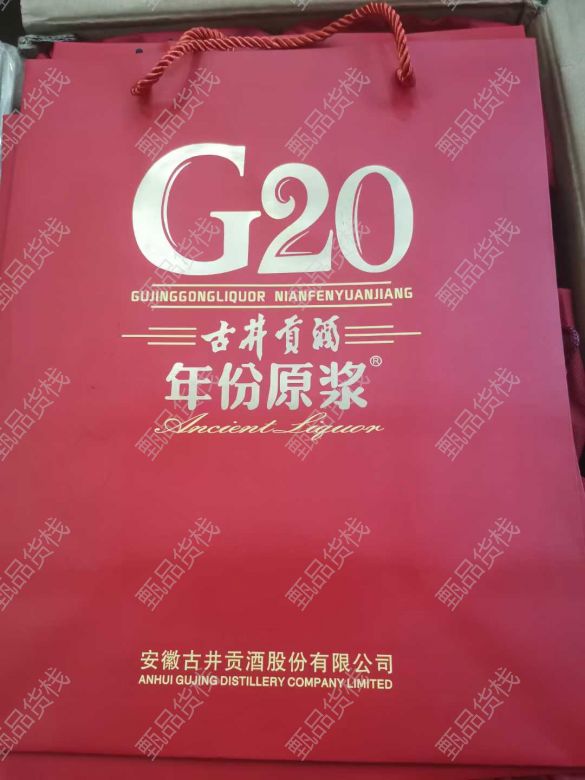 G20
GUJINGGONGLIQUOR NIANFENYUANJIANG
古井贡酒
年份原浆®
Ancient Liquor
安徽古井贡酒股份有限公司
ANHUI GUJING DISTILLERY COMPANY LIMITED
甄品货栈